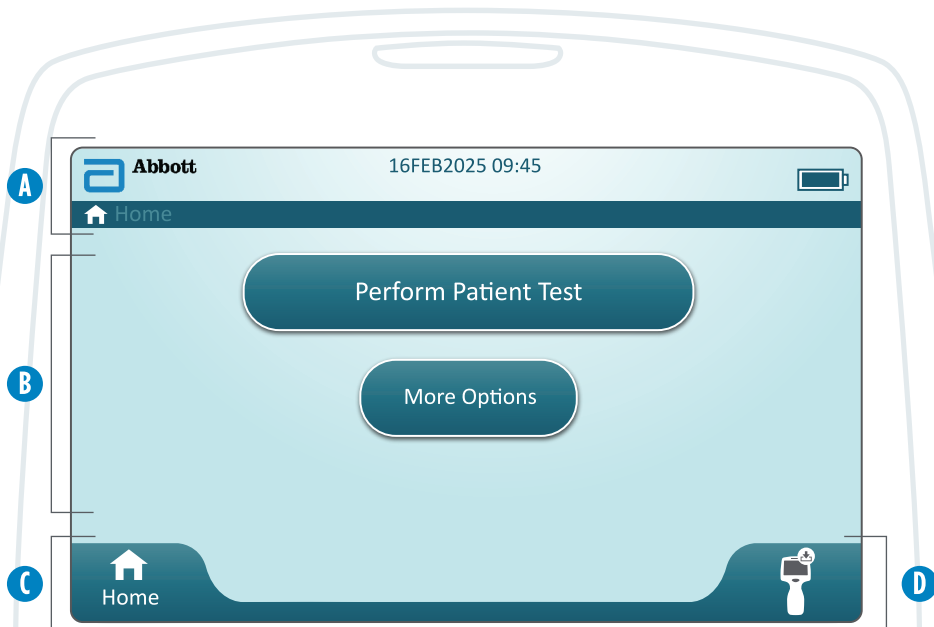 Abbott
16FEB2025 09:45
A
Home
Perform Patient Test
B
More Options
C
Home
D